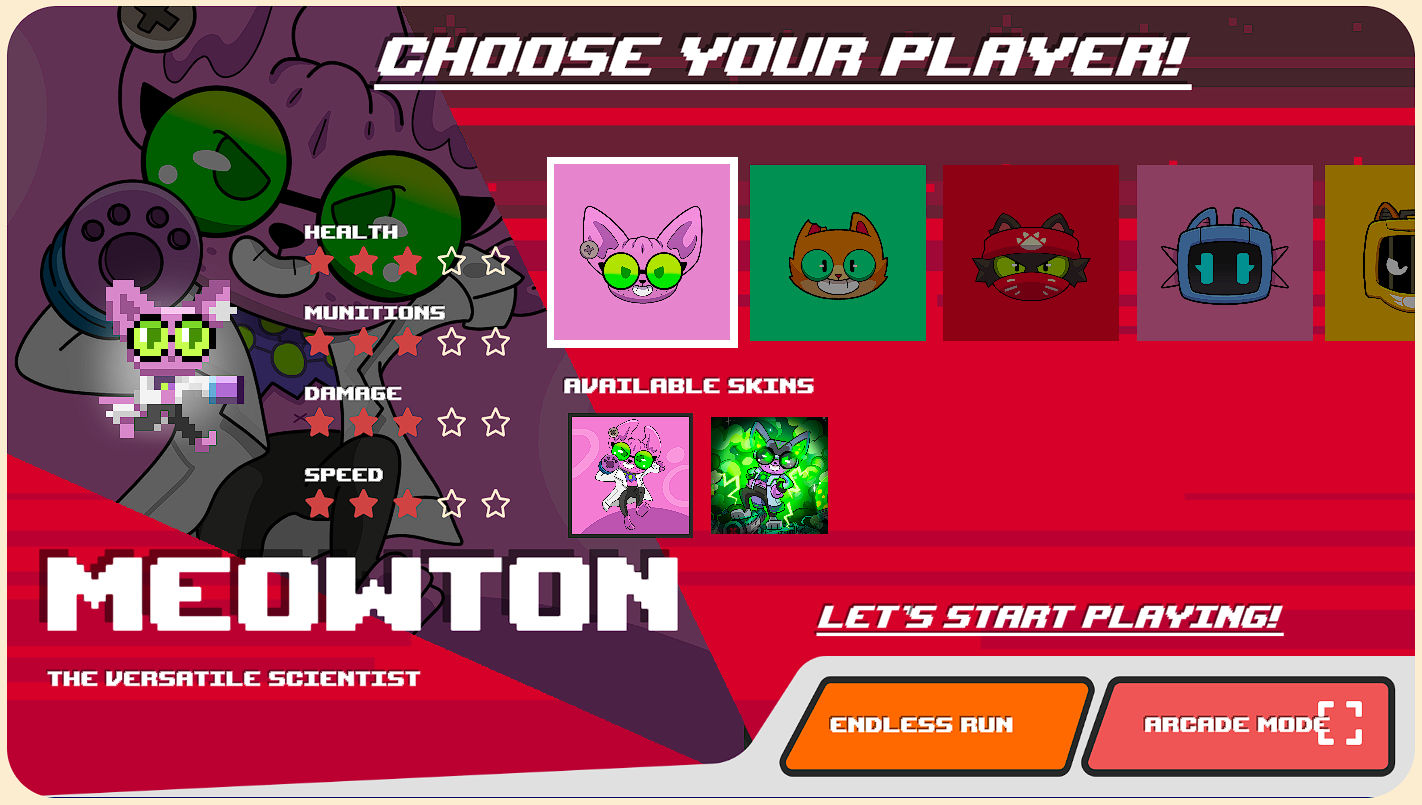 CHOOSE YOUR PLAYER!
HEALTH
MUNITIONS
DAMAGE
SPEED
AVAILABLE SKINS
MEOWTON
THE VERSATILE SCIENTIST
LET'S START PLAYING!
ENDLESS RUN
ARCADE MODE